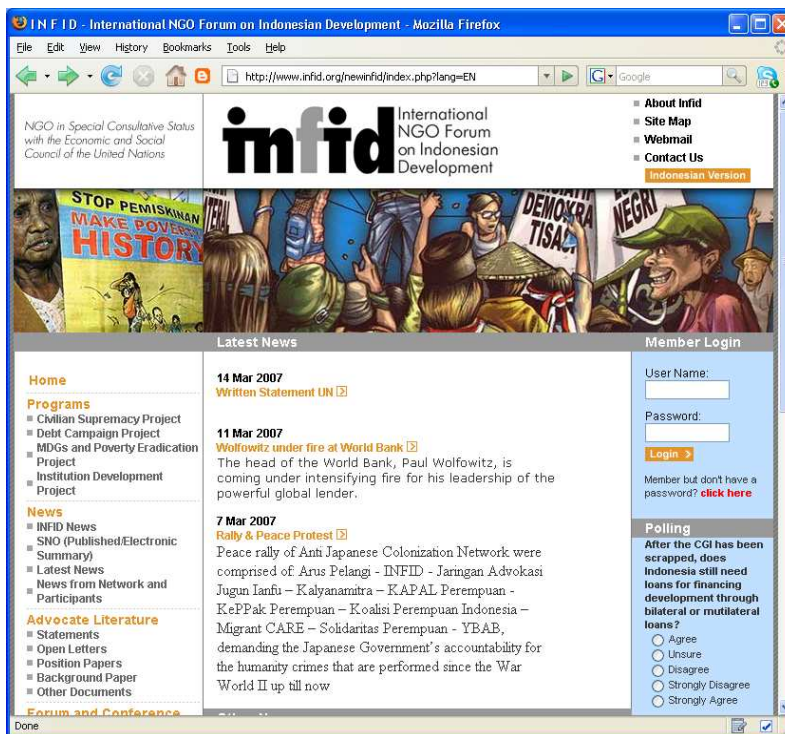 I N F I D - International NGO Forum on Indonesian Development - Mozilla Firefox
File Edit View History Bookmarks Tools Help
http://www.infid.org/newinfid/index.php?lang=EN
G Google
NGO in Special Consultative Status
with the Economic and Social
Council of the United Nations
infid
International
NGO Forum
on Indonesian
Development
About Infid
Site Map
Webmail
Contact Us
Indonesian Version
STOP PEMISKINAN
MAKE POVERTY
HISTORY
DEMOKRA
TISA
NEGRI
Latest News
Member Login
Home
Programs
Civilian Supremacy Project
Debt Campaign Project
MDGs and Poverty Eradication
Project
Institution Development
Project
News
INFID News
SNO (Published/Electronic
Summary)
Latest News
News from Network and
Participants
Advocate Literature
Statements
Open Letters
Position Papers
Background Paper
Other Documents
Forum and Conference
14 Mar 2007
Written Statement UN
11 Mar 2007
Wolfowitz under fire at World Bank
The head of the World Bank, Paul Wolfowitz, is
coming under intensifying fire for his leadership of the
powerful global lender.
7 Mar 2007
Rally & Peace Protest
Peace rally of Anti Japanese Colonization Network were
comprised of: Arus Pelangi - INFID - Jaringan Advokasi
Jugun Ianfu – Kalyanamitra – KAPAL Perempuan -
KePPak Perempuan – Koalisi Perempuan Indonesia –
Migrant CARE – Solidaritas Perempuan - YBAB,
demanding the Japanese Government's accountability for
the humanity crimes that are performed since the War
World II up till now
User Name:
Password:
Login
Member but don't have a
password? click here
Polling
After the CGI has been
scrapped, does
Indonesia still need
loans for financing
development through
bilateral or mutilateral
loans?
Agree
Unsure
Disagree
Strongly Disagree
Strongly Agree
Done